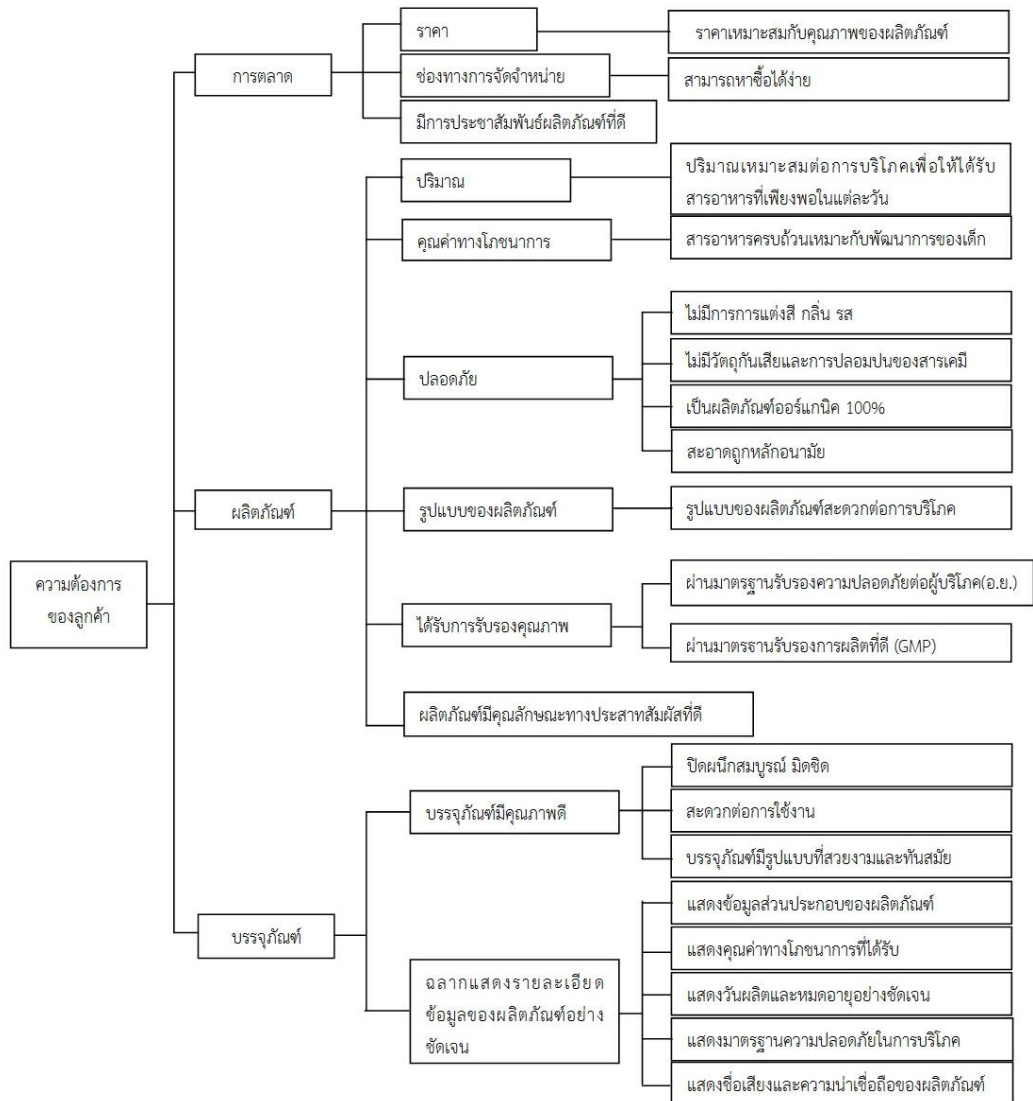 ราคา
ราคาเหมาะสมกับคุณภาพของผลิตภัณฑ์
การตลาด
ช่องทางการจัดจำหน่าย
สามารถหาซื้อได้ง่าย
มีการประชาสัมพันธ์ผลิตภัณฑ์ที่ดี
ปริมาณ
ปริมาณเหมาะสมต่อการบริโภคเพื่อให้ได้รับ
สารอาหารที่เพียงพอในแต่ละวัน
คุณค่าทางโภชนาการ
สารอาหารครบถ้วนเหมาะกับพัฒนาการของเด็ก
ปลอดภัย
ไม่มีการการแต่งสี กลิ่น รส
ไม่มีวัตถุกันเสียและการปลอมปนของสารเคมี
เป็นผลิตภัณฑ์ออร์แกนิค 100%
สะอาดถูกหลักอนามัย
ผลิตภัณฑ์
รูปแบบของผลิตภัณฑ์
รูปแบบของผลิตภัณฑ์สะดวกต่อการบริโภค
ความต้องการ
ของลูกค้า
ได้รับการรับรองคุณภาพ
ผ่านมาตรฐานรับรองความปลอดภัยต่อผู้บริโภค(อ.ย.)
ผ่านมาตรฐานรับรองการผลิตที่ดี (GMP)
ผลิตภัณฑ์มีคุณลักษณะทางประสาทสัมผัสที่ดี
บรรจุภัณฑ์มีคุณภาพดี
ปิดผนึกสมบูรณ์ มิดชิด
สะดวกต่อการใช้งาน
บรรจุภัณฑ์มีรูปแบบที่สวยงามและทันสมัย
บรรจุภัณฑ์
ฉลากแสดงรายละเอียด
ข้อมูลของผลิตภัณฑ์อย่าง
ชัดเจน
แสดงข้อมูลส่วนประกอบของผลิตภัณฑ์
แสดงคุณค่าทางโภชนาการที่ได้รับ
แสดงวันผลิตและหมดอายุอย่างชัดเจน
แสดงมาตรฐานความปลอดภัยในการบริโภค
แสดงชื่อเสียงและความน่าเชื่อถือของผลิตภัณฑ์